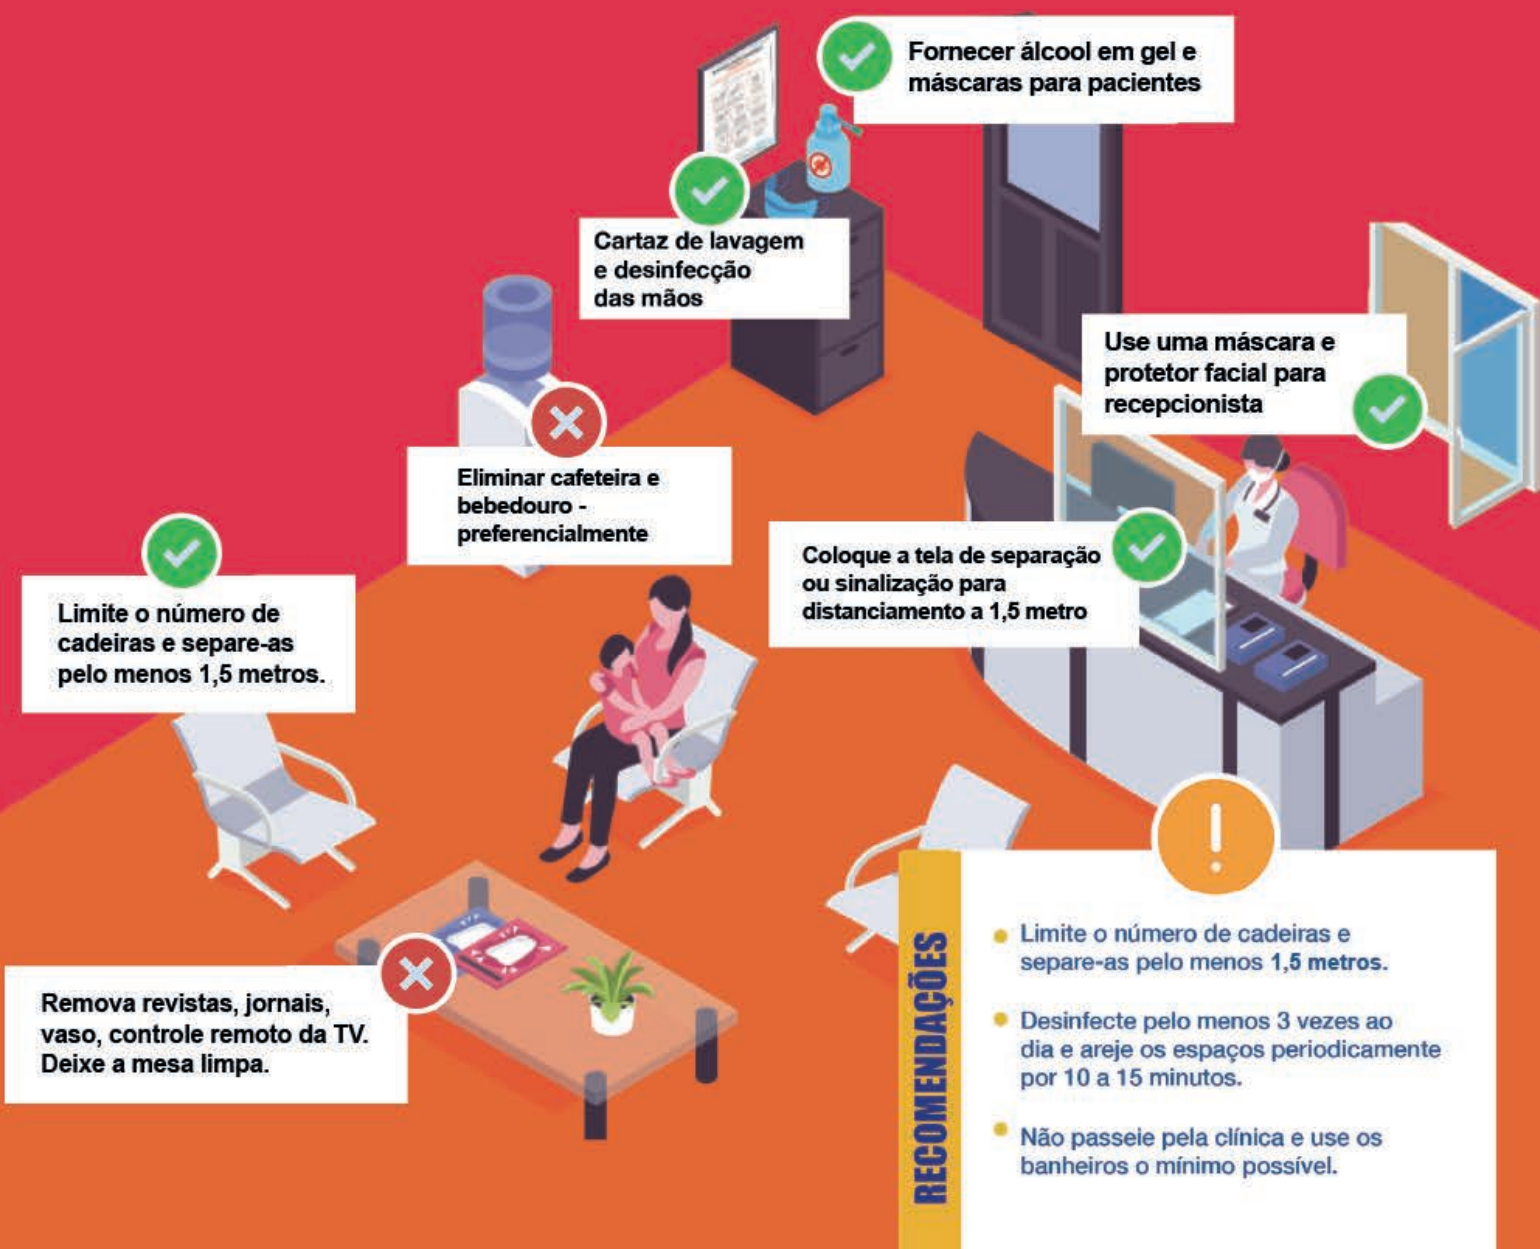 Fornecer álcool em gel e
máscaras para pacientes
Cartaz de lavagem
e desinfecção
das mãos
Use uma máscara e
protetor facial para
recepcionista
Eliminar cafeteira e
bebedouro -
preferencialmente
Coloque a tela de separação
ou sinalização para
distanciamento a 1,5 metro
Limite o número de
cadeiras e separe-as
pelo menos 1,5 metros.
Remova revistas, jornais,
vaso, controle remoto da TV.
Deixe a mesa limpa.
RECOMENDAÇÕES
Limite o número de cadeiras e
separe-as pelo menos 1,5 metros.
Desinfecte pelo menos 3 vezes ao
dia e areje os espaços periodicamente
por 10 a 15 minutos.
Não passeie pela clínica e use os
banheiros o mínimo possível.